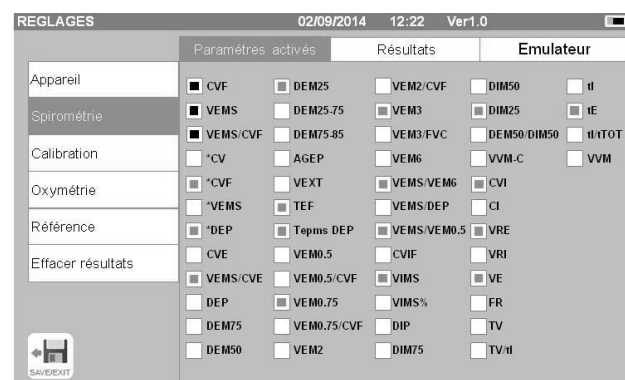 REGLAGES 02/09/2014 12:22 Ver1.0
Paramétres activés Résultats Emulateur
Appareil
Spirométrie
Calibration
Oxymétrie
Référence
Effacer résultats
SAVE/EXIT
CVF DEM25 VEM2/CVF DIM50 tI
VEMS DEM25-75 VEM3 DIM25 tE
VEMS/CVF DEM75-85 VEM3/FVC DEM50/DIM50 tI/tTOT
*CV AGEP VEM6 VVM-C VVM
*CVF VEXT VEMS/VEM6 CVI
*VEMS TEF VEMS/DEP CI
*DEP Tepms DEP VEMS/VEM0.5 VRE
CVE VEM0.5 CVIF VRI
VEMS/CVE VEM0.5/CVF VIMS VE
DEP VEM0.75 VIMS% FR
DEM75 VEM0.75/CVF DIP TV
DEM50 VEM2 DIM75 TV/tI